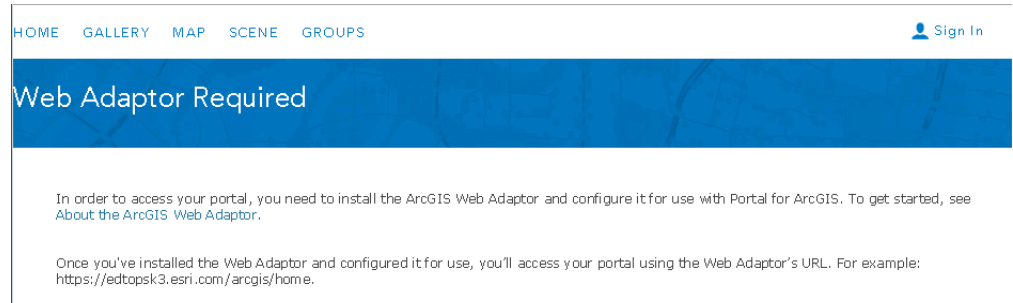 HOME GALLERY MAP SCENE GROUPS Sign In
Web Adaptor Required
In order to access your portal, you need to install the ArcGIS Web Adaptor and configure it for use with Portal for ArcGIS. To get started, see
About the ArcGIS Web Adaptor.
Once you've installed the Web Adaptor and configured it for use, you'll access your portal using the Web Adaptor's URL. For example:
https://edtopsk3.esri.com/arcgis/home.